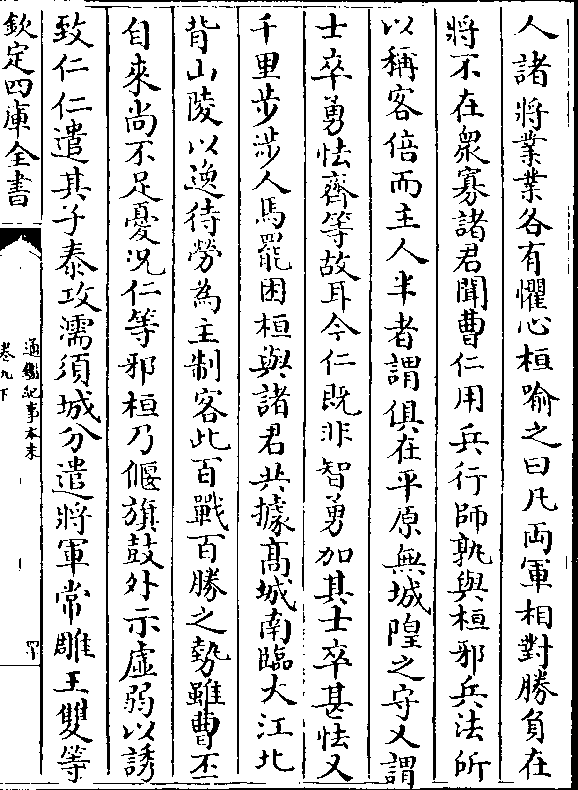 人諸將業業各有懼心桓喻之曰凡兩軍相對勝負在
將不在衆寡諸君聞曹仁用兵行師孰與桓邪兵法所
以稱客倍而主人半者謂俱在平原無城隍之守又謂
士卒勇怯齊等故耳今仁既非智勇加其士卒甚怯又
千里步涉人馬罷困桓與諸君共據髙城南臨大江北
背山陵以逸待勞為主制客此百戰百勝之勢雖曹丕
自來尚不足憂况仁等邪桓乃偃旗鼓外示虚弱以誘
致仁仁遣其子泰攻濡須城分遣將軍常雕王雙等
欽定四庫全書
通鑑紀事本末
卷九下